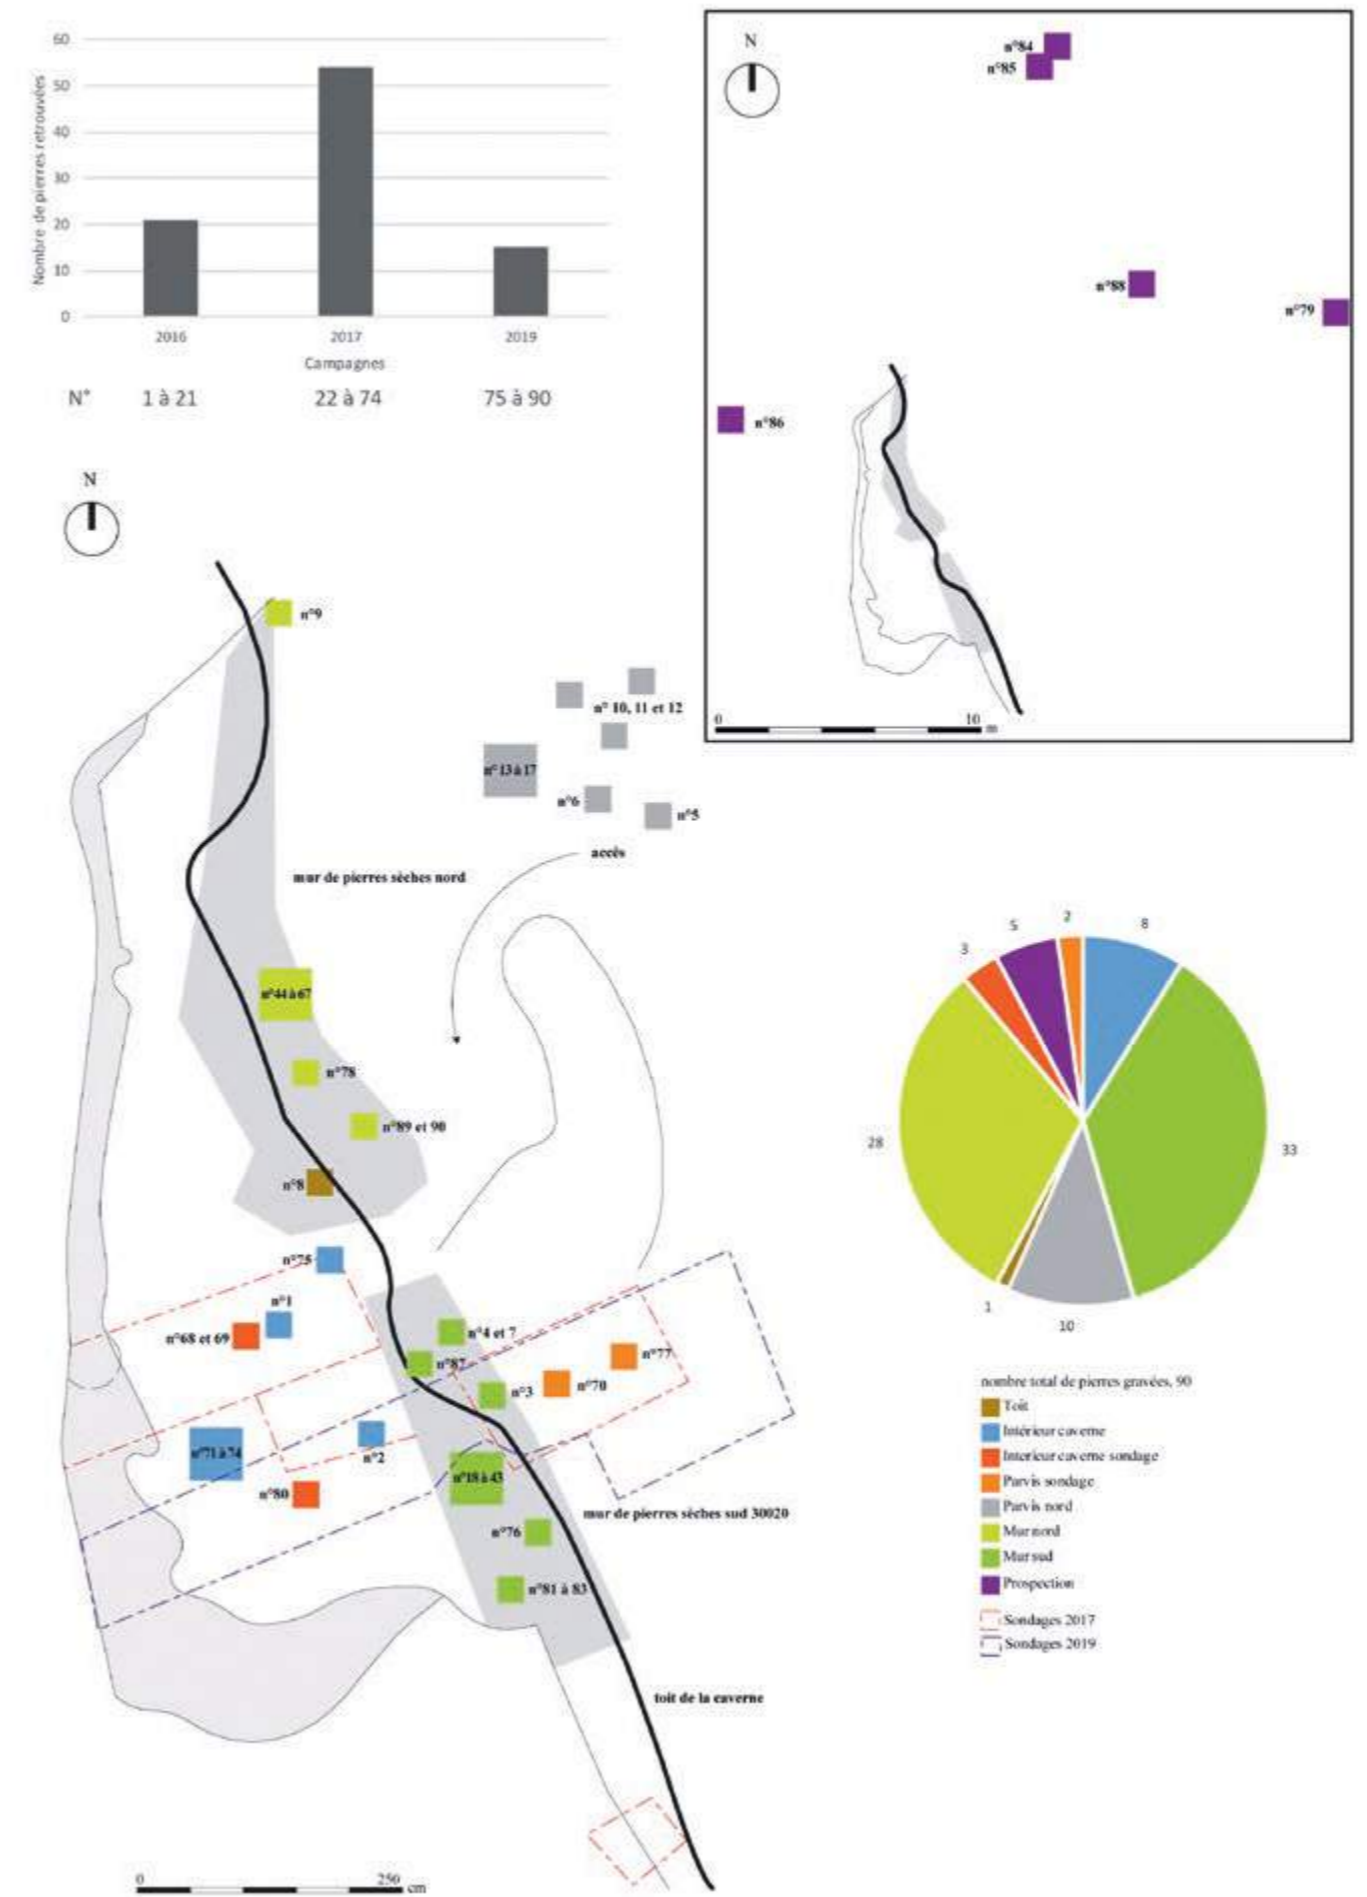 60
50
40
30
20
10
0
Nombre de pierres retrouvées
2016 2017 2019
Campagnes
N° 1 à 21 22 à 74 75 à 90
N
n°84
n°85
n°88
n°79
n°86
0 10 m
N
n°9
n° 10, 11 et 12
n°13 à 17
n°6
n°5
accès
mur de pierres sèches nord
n°44 à 67
n°78
n°89 et 90
n°8
n°75
n°1
n°68 et 69
n°4 et 7
n°87
n°77
n°70
n°3
n°71 à 74
n°2
n°18 à 43
n°80
mur de pierres sèches sud 30020
n°76
n°81 à 83
toit de la caverne
0 250 cm
2
8
5
3
28
33
1
10
nombre total de pierres gravées, 90
Toit
Intérieur caverne
Interieur caverne sondage
Parvis sondage
Parvis nord
Mur nord
Mur sud
Prospection
Sondages 2017
Sondages 2019